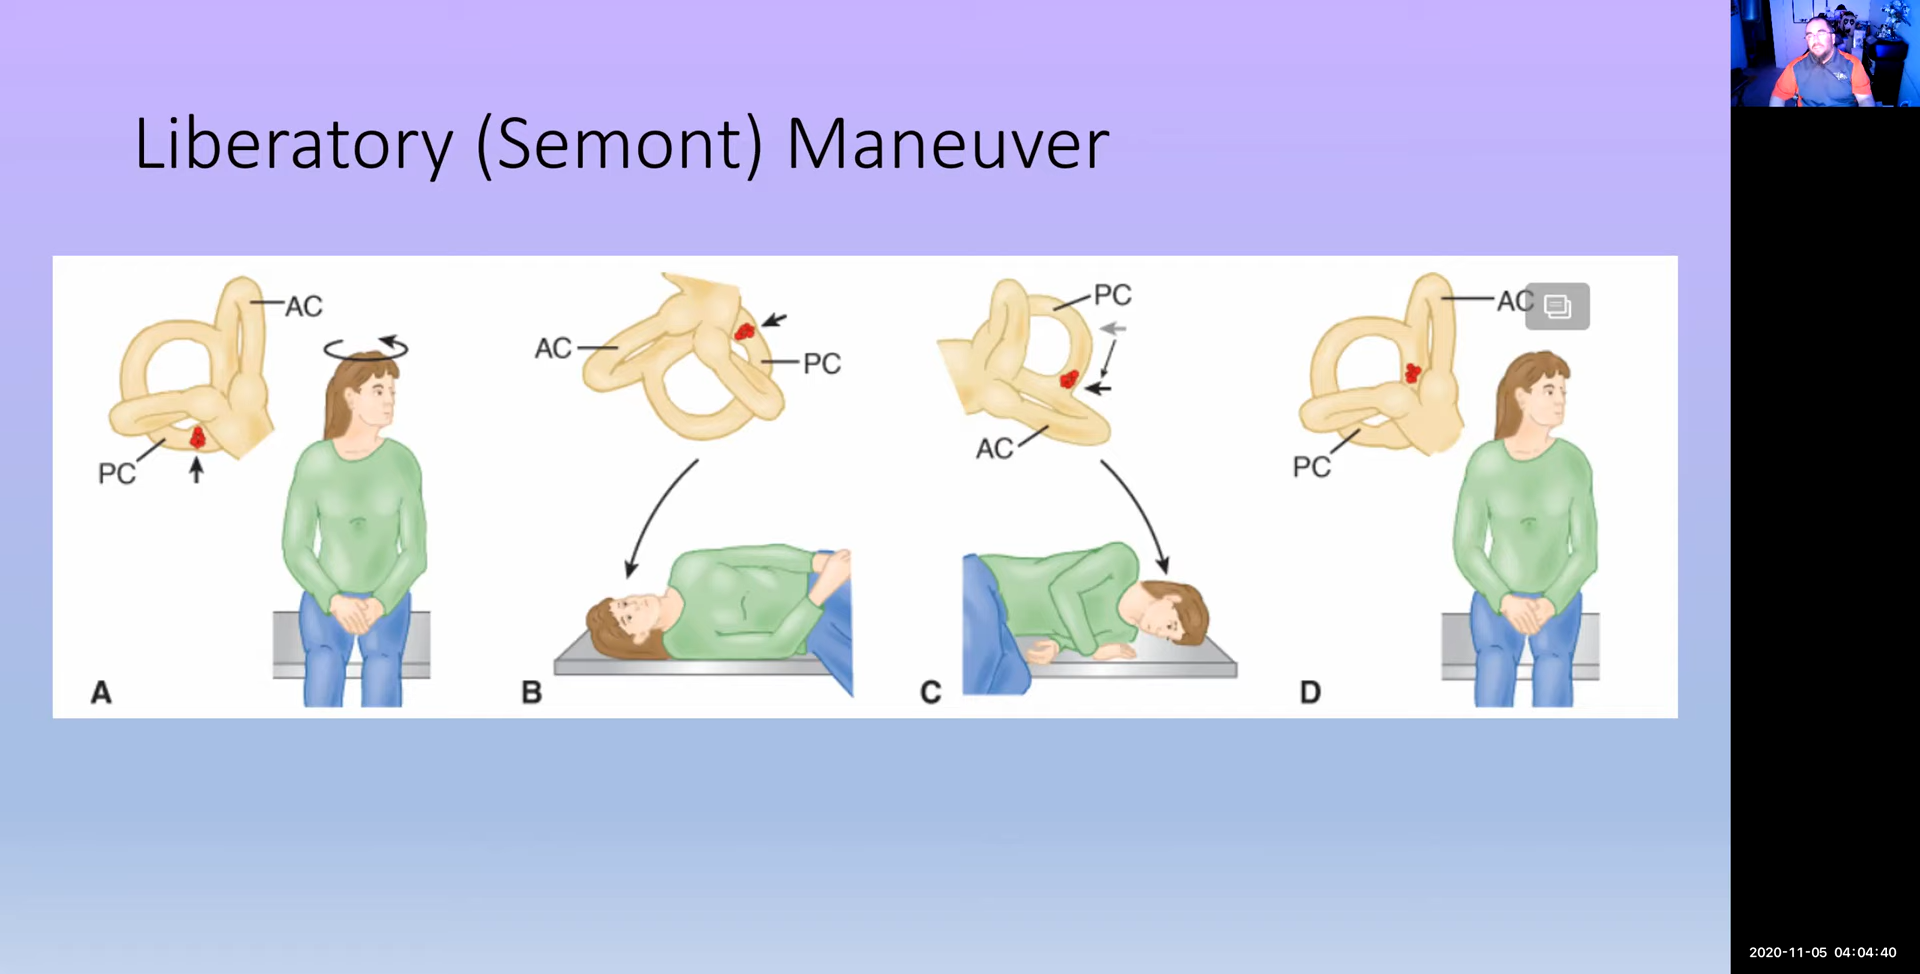 Liberatory (Semont) Maneuver
AC
PC
A
AC
PC
B
PC
AC
C
AC
PC
D
2020-11-05 04:04:40